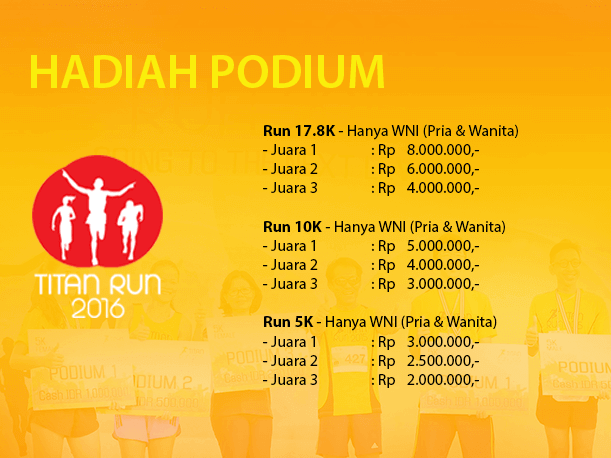 HADIAH PODIUM
Run 17.8K - Hanya WNI (Pria & Wanita)
- Juara 1 : Rp 8.000.000,-
- Juara 2 : Rp 6.000.000,-
- Juara 3 : Rp 4.000.000,-
Run 10K - Hanya WNI (Pria & Wanita)
- Juara 1 : Rp 5.000.000,-
- Juara 2 : Rp 4.000.000,-
- Juara 3 : Rp 3.000.000,-
Run 5K - Hanya WNI (Pria & Wanita)
- Juara 1 : Rp 3.000.000,-
- Juara 2 : Rp 2.500.000,-
- Juara 3 : Rp 2.000.000,-
TITAN RUN
2016
PODIUM 1
PODIUM 2
427